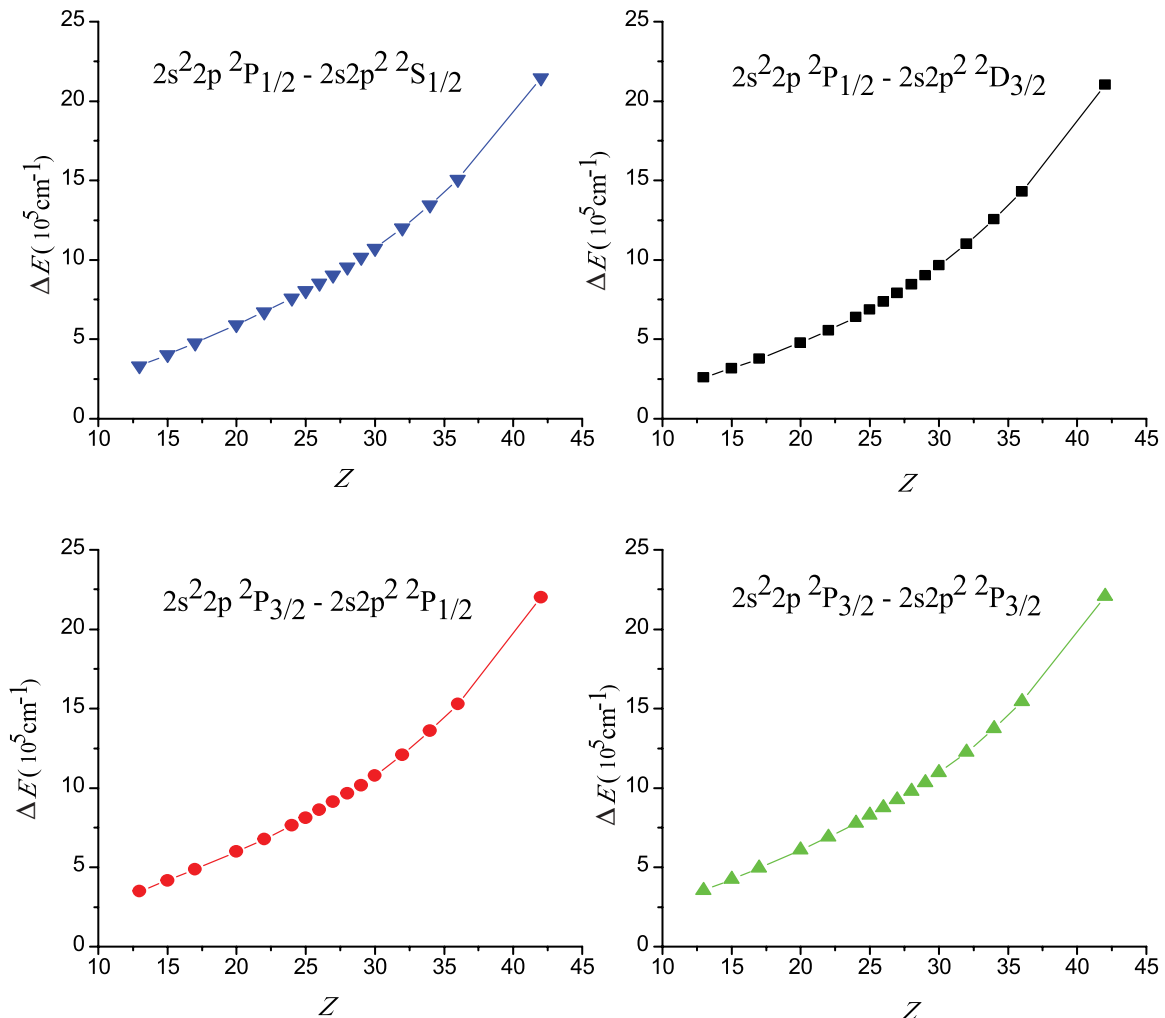 25
20
15
10
5
0
ΔE(10⁵cm⁻¹)
2s²2p ²P₁/₂ - 2s2p² ²S₁/₂
10 15 20 25 30 35 40 45
Z
25
20
15
10
5
0
ΔE(10⁵cm⁻¹)
2s²2p ²P₁/₂ - 2s2p² ²D₃/₂
10 15 20 25 30 35 40 45
Z
25
20
15
10
5
0
ΔE(10⁵cm⁻¹)
2s²2p ²P₃/₂ - 2s2p² ²P₁/₂
10 15 20 25 30 35 40 45
Z
25
20
15
10
5
0
ΔE(10⁵cm⁻¹)
2s²2p ²P₃/₂ - 2s2p² ²P₃/₂
10 15 20 25 30 35 40 45
Z